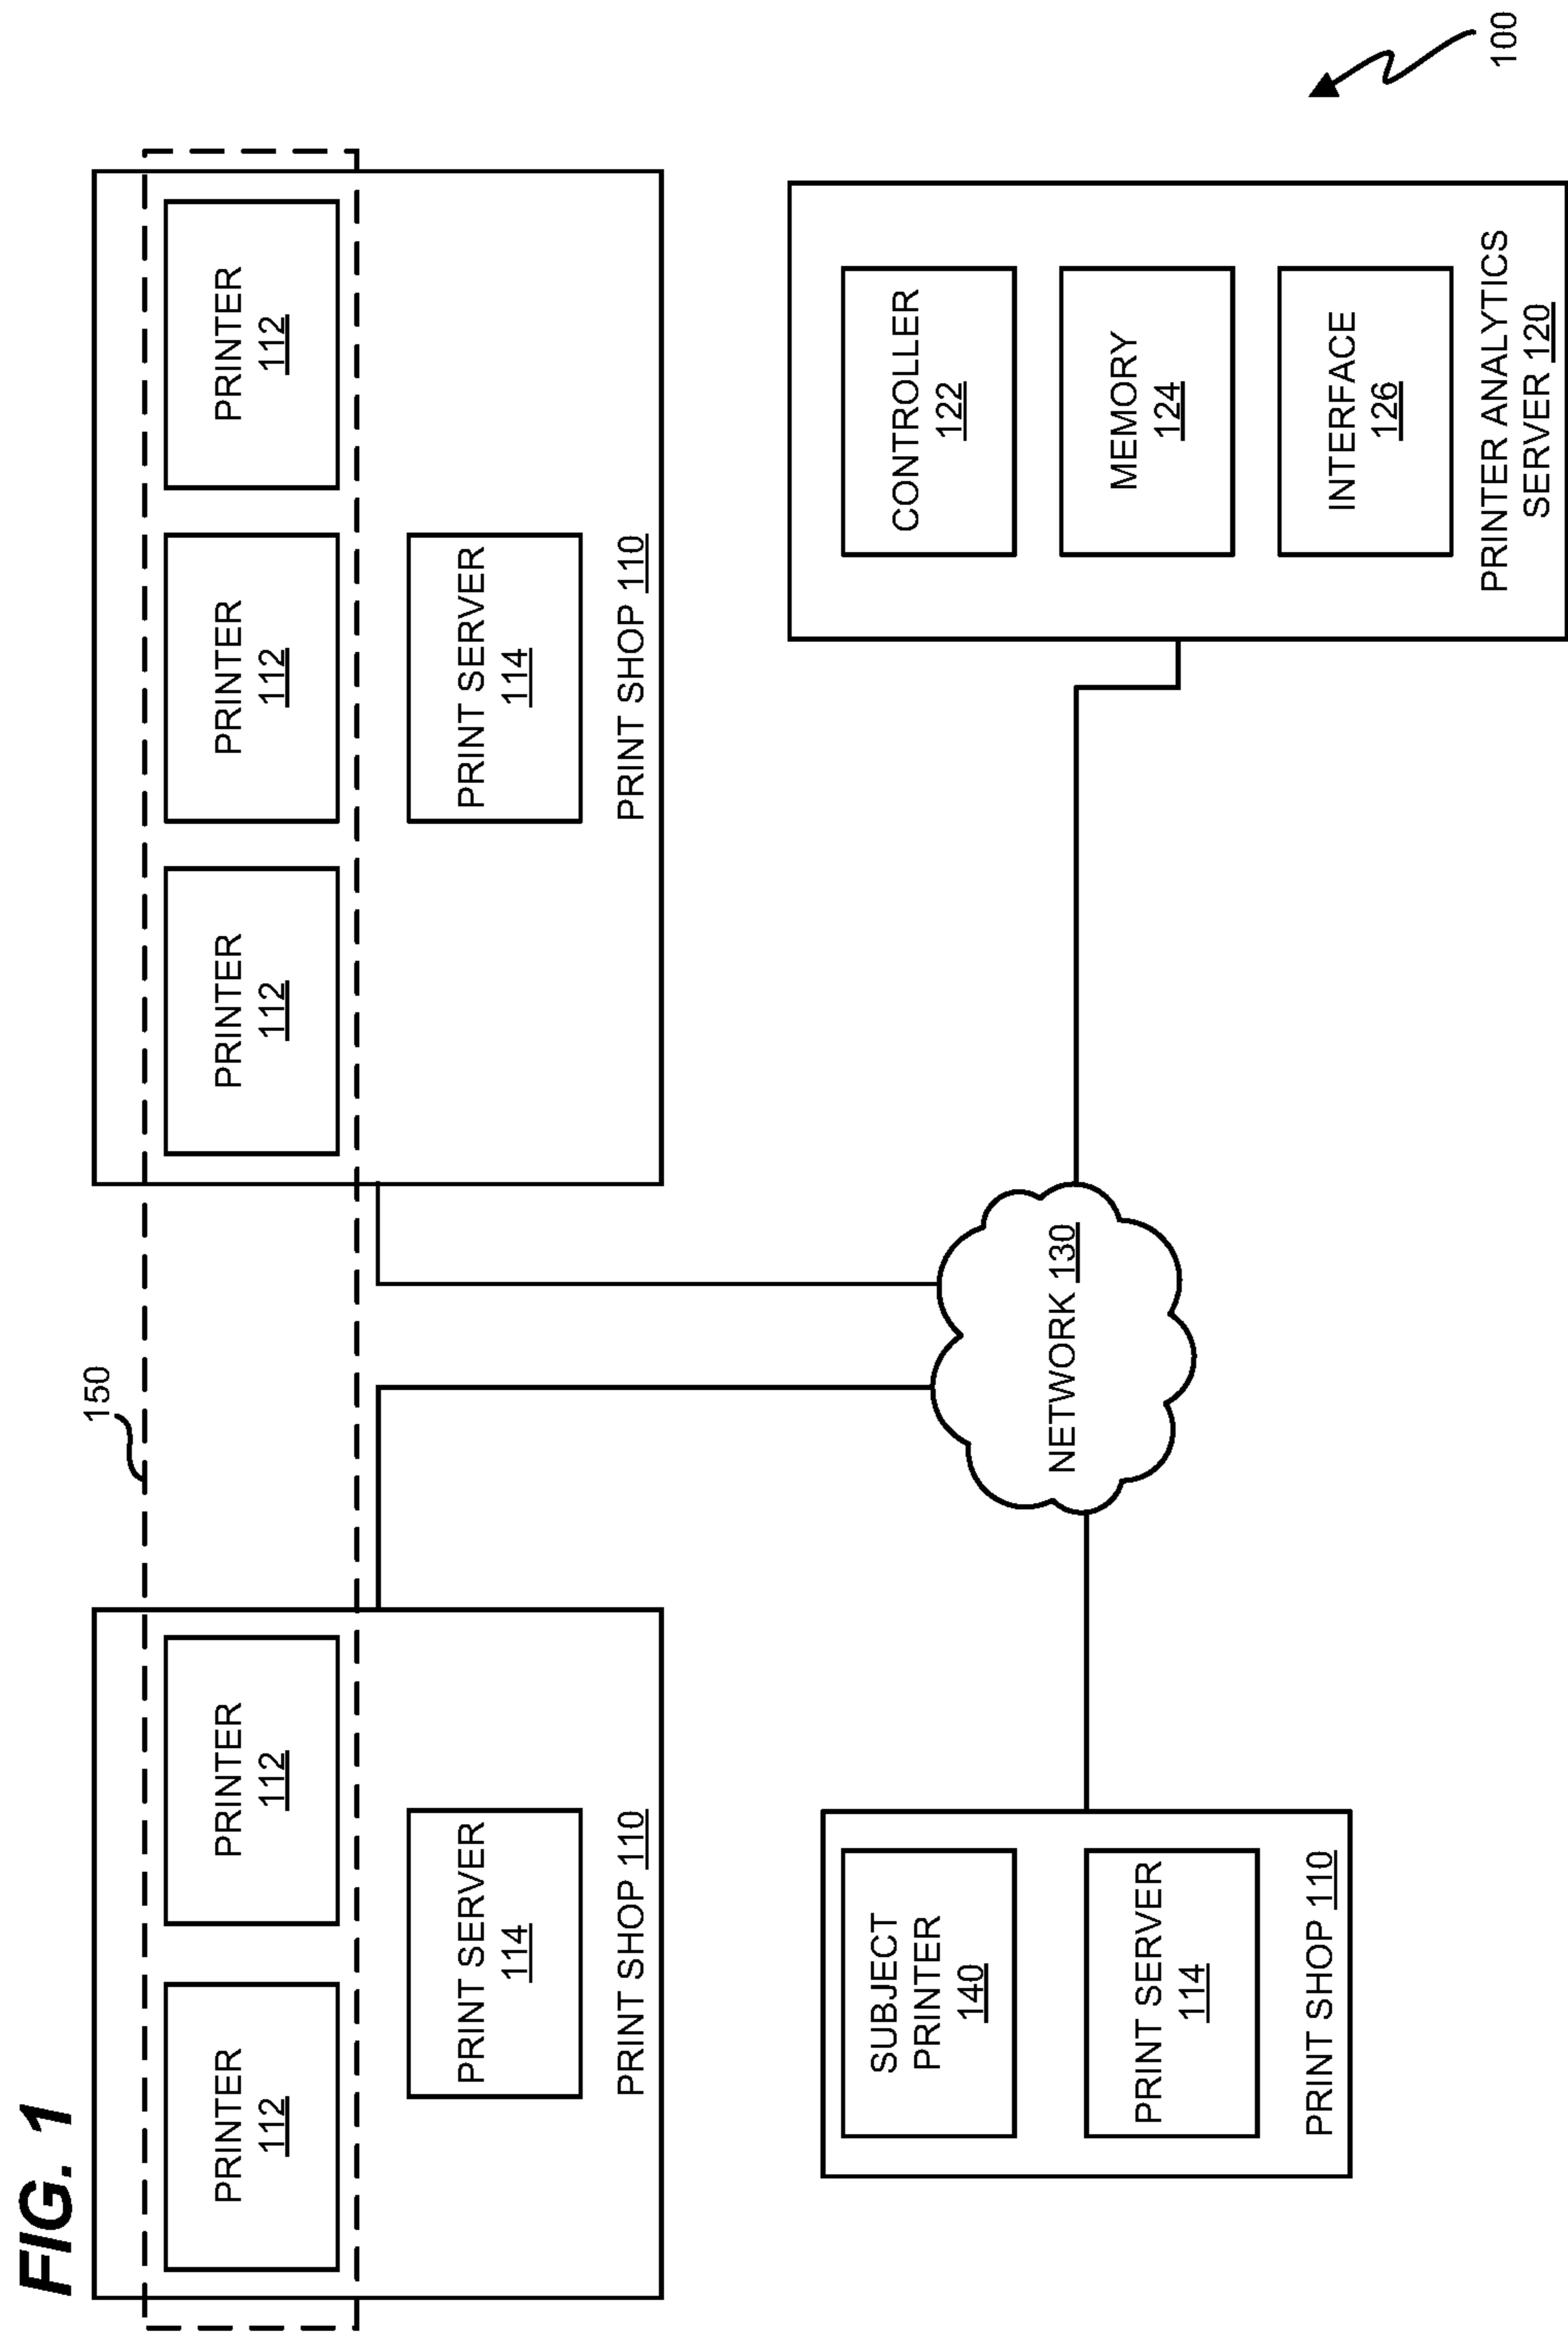 FIG. 1
150
PRINTER
112
PRINTER
112
PRINT SERVER
114
PRINT SHOP 110
PRINTER
112
PRINTER
112
PRINTER
112
PRINT SERVER
114
PRINT SHOP 110
SUBJECT
PRINTER
140
PRINT SERVER
114
PRINT SHOP 110
NETWORK 130
CONTROLLER
122
MEMORY
124
INTERFACE
126
PRINTER ANALYTICS
SERVER 120
100